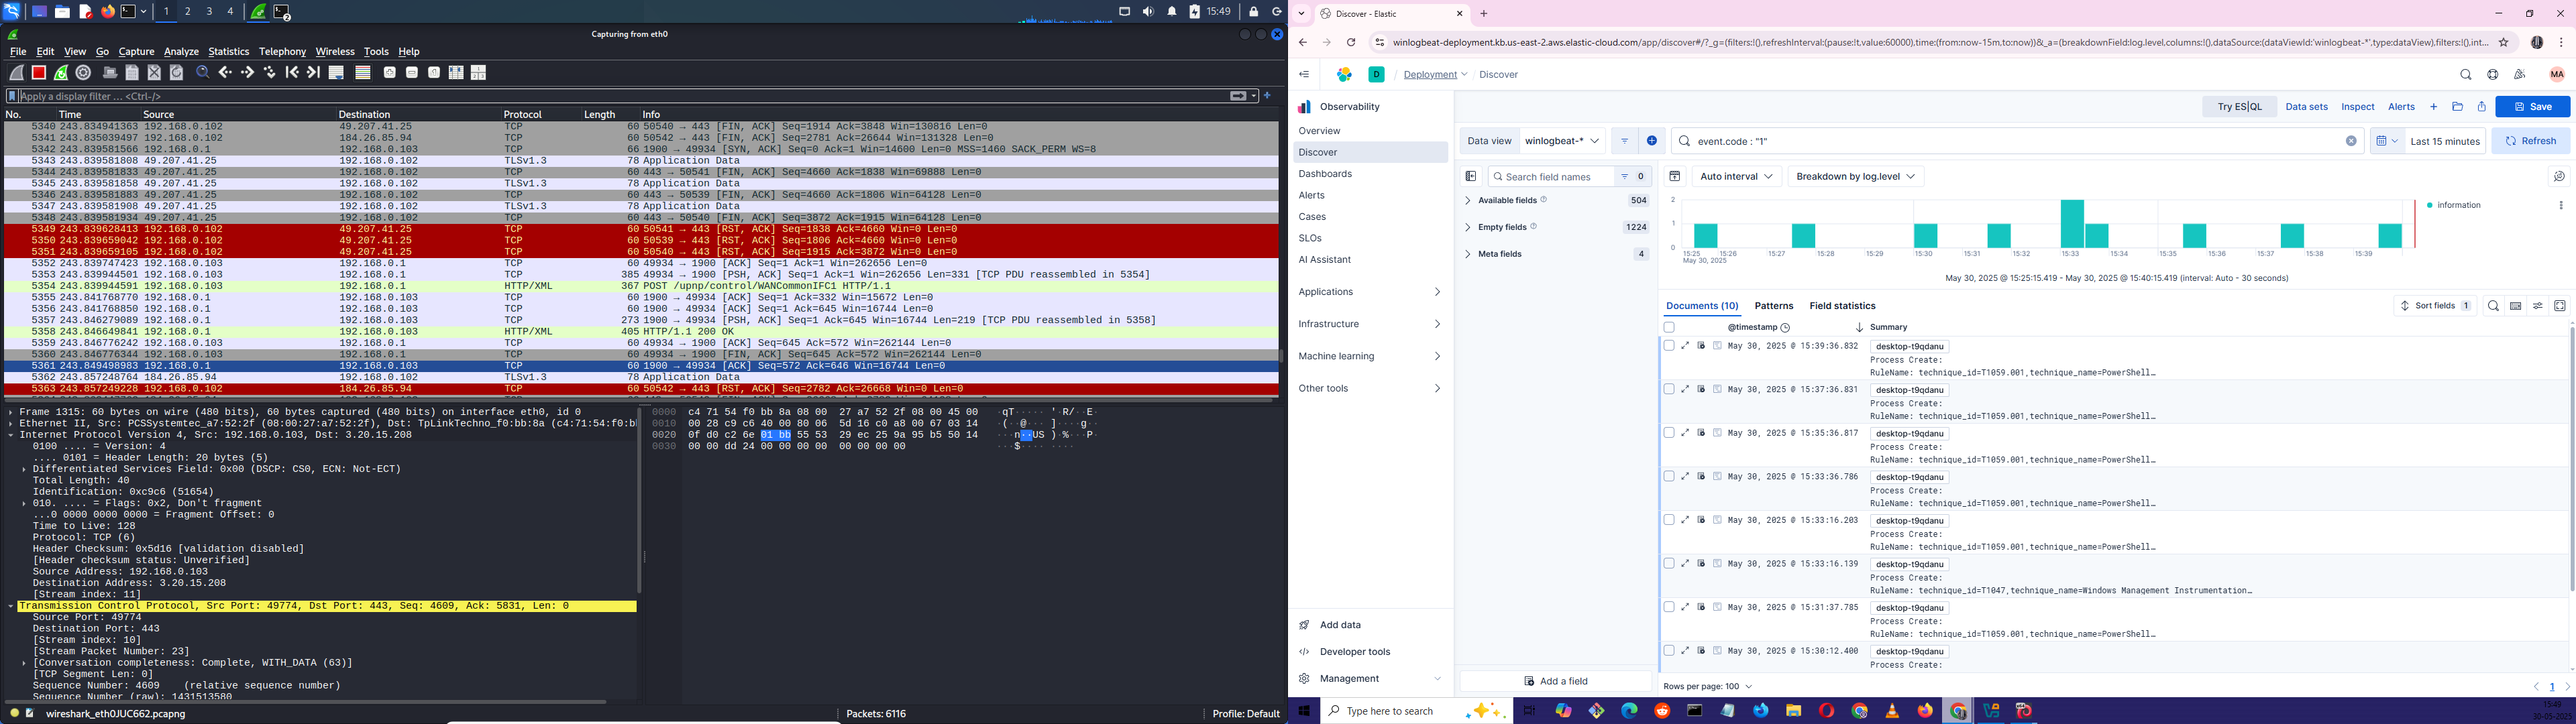 1 2 3 4 2 15:49
Capturing from eth0
File Edit View Go Capture Analyze Statistics Telephony Wireless Tools Help
Apply a display filter ... <Ctrl-/>
No. Time Source Destination Protocol Length Info
5340 243.834941363 192.168.0.102 49.207.41.25 TCP 60 50540 → 443 [FIN, ACK] Seq=1914 Ack=3848 Win=130816 Len=0
5341 243.835039497 192.168.0.102 184.26.85.94 TCP 60 50542 → 443 [FIN, ACK] Seq=2781 Ack=26644 Win=131328 Len=0
5342 243.839581566 192.168.0.1 192.168.0.103 TCP 66 1900 → 49934 [SYN, ACK] Seq=0 Ack=1 Win=14600 Len=0 MSS=1460 SACK_PERM WS=8
5343 243.839581808 49.207.41.25 192.168.0.102 TLSv1.3 78 Application Data
5344 243.839581833 49.207.41.25 192.168.0.102 TCP 60 443 → 50541 [FIN, ACK] Seq=4660 Ack=1838 Win=69888 Len=0
5345 243.839581858 49.207.41.25 192.168.0.102 TLSv1.3 78 Application Data
5346 243.839581883 49.207.41.25 192.168.0.102 TCP 60 443 → 50539 [FIN, ACK] Seq=4660 Ack=1806 Win=64128 Len=0
5347 243.839581908 49.207.41.25 192.168.0.102 TLSv1.3 78 Application Data
5348 243.839581934 49.207.41.25 192.168.0.102 TCP 60 443 → 50540 [FIN, ACK] Seq=3872 Ack=1915 Win=64128 Len=0
5349 243.839628413 192.168.0.102 49.207.41.25 TCP 60 50541 → 443 [RST, ACK] Seq=1838 Ack=4660 Win=0 Len=0
5350 243.839659042 192.168.0.102 49.207.41.25 TCP 60 50539 → 443 [RST, ACK] Seq=1806 Ack=4660 Win=0 Len=0
5351 243.839659105 192.168.0.102 49.207.41.25 TCP 60 50540 → 443 [RST, ACK] Seq=1915 Ack=3872 Win=0 Len=0
5352 243.839747423 192.168.0.103 192.168.0.1 TCP 60 49934 → 1900 [ACK] Seq=1 Ack=1 Win=262656 Len=0
5353 243.839944501 192.168.0.103 192.168.0.1 TCP 385 49934 → 1900 [PSH, ACK] Seq=1 Ack=1 Win=262656 Len=331 [TCP PDU reassembled in 5354]
5354 243.839944591 192.168.0.103 192.168.0.1 HTTP/XML 367 POST /upnp/control/WANCommonIFC1 HTTP/1.1
5355 243.841768770 192.168.0.1 192.168.0.103 TCP 60 1900 → 49934 [ACK] Seq=1 Ack=332 Win=15672 Len=0
5356 243.841768850 192.168.0.1 192.168.0.103 TCP 60 1900 → 49934 [ACK] Seq=1 Ack=645 Win=16744 Len=0
5357 243.846279089 192.168.0.1 192.168.0.103 TCP 273 1900 → 49934 [PSH, ACK] Seq=1 Ack=645 Win=16744 Len=219 [TCP PDU reassembled in 5358]
5358 243.846649841 192.168.0.1 192.168.0.103 HTTP/XML 405 HTTP/1.1 200 OK
5359 243.846776242 192.168.0.103 192.168.0.1 TCP 60 49934 → 1900 [ACK] Seq=645 Ack=572 Win=262144 Len=0
5360 243.846776344 192.168.0.103 192.168.0.1 TCP 60 49934 → 1900 [FIN, ACK] Seq=645 Ack=572 Win=262144 Len=0
5361 243.849498983 192.168.0.1 192.168.0.103 TCP 60 1900 → 49934 [ACK] Seq=572 Ack=646 Win=16744 Len=0
5362 243.857248764 184.26.85.94 192.168.0.102 TLSv1.3 78 Application Data
5363 243.857249228 192.168.0.102 184.26.85.94 TCP 60 50542 → 443 [RST, ACK] Seq=2782 Ack=26668 Win=0 Len=0
Frame 1315: 60 bytes on wire (480 bits), 60 bytes captured (480 bits) on interface eth0, id 0
Ethernet II, Src: PCSSystemtec_a7:52:2f (08:00:27:a7:52:2f), Dst: TpLinkTechno_f0:bb:8a (c4:71:54:f0:bb
Internet Protocol Version 4, Src: 192.168.0.103, Dst: 3.20.15.208
0100 .... = Version: 4
.... 0101 = Header Length: 20 bytes (5)
Differentiated Services Field: 0x00 (DSCP: CS0, ECN: Not-ECT)
Total Length: 40
Identification: 0xc9c6 (51654)
010. .... = Flags: 0x2, Don't fragment
...0 0000 0000 0000 = Fragment Offset: 0
Time to Live: 128
Protocol: TCP (6)
Header Checksum: 0x5d16 [validation disabled]
[Header checksum status: Unverified]
Source Address: 192.168.0.103
Destination Address: 3.20.15.208
[Stream index: 11]
Transmission Control Protocol, Src Port: 49774, Dst Port: 443, Seq: 4609, Ack: 5831, Len: 0
Source Port: 49774
Destination Port: 443
[Stream index: 10]
[Stream Packet Number: 23]
[Conversation completeness: Complete, WITH_DATA (63)]
[TCP Segment Len: 0]
Sequence Number: 4609 (relative sequence number)
Sequence Number (raw): 1431513580
0000 c4 71 54 f0 bb 8a 08 00 27 a7 52 2f 08 00 45 00 ·qT·····'·R/··E·
0010 00 28 c9 c6 40 00 80 06 5d 16 c0 a8 00 67 03 14 ·(··@···]····g··
0020 0f d0 c2 6e 01 bb 55 53 29 ec 25 9a 95 b5 50 14 ···n··US)·%···P·
0030 00 00 dd 24 00 00 00 00 00 00 00 00 ···$········
wireshark_eth0JUC662.pcapng Packets: 6116 Profile: Default
Discover - Elastic
winlogbeat-deployment.kb.us-east-2.aws.elastic-cloud.com/app/discover#/?_g=(filters:!(),refreshInterval:(pause:!t,value:60000),time:(from:now-15m,to:now))&_a=(breakdownField:log.level,columns:!(),dataSource:(dataViewId:'winlogbeat-*',type:dataView),filters:!(),int...
D / Deployment / Discover MA
Observability
Overview
Discover
Dashboards
Alerts
Cases
SLOs
AI Assistant
Applications
Infrastructure
Machine learning
Other tools
Add data
Developer tools
Management
Try ES|QL Data sets Inspect Alerts Save
Data view winlogbeat-* event.code : "1" Last 15 minutes Refresh
Search field names 0
Available fields 504
Empty fields 1224
Meta fields 4
Add a field
Auto interval Breakdown by log.level
2
1
0
information
15:25 15:26 15:27 15:28 15:29 15:30 15:31 15:32 15:33 15:34 15:35 15:36 15:37 15:38 15:39
May 30, 2025
May 30, 2025 @ 15:25:15.419 - May 30, 2025 @ 15:40:15.419 (interval: Auto - 30 seconds)
Documents (10) Patterns Field statistics Sort fields 1
@timestamp Summary
May 30, 2025 @ 15:39:36.832 desktop-t9qdanu
Process Create:
RuleName: technique_id=T1059.001,technique_name=PowerShell…
May 30, 2025 @ 15:37:36.831 desktop-t9qdanu
Process Create:
RuleName: technique_id=T1059.001,technique_name=PowerShell…
May 30, 2025 @ 15:35:36.817 desktop-t9qdanu
Process Create:
RuleName: technique_id=T1059.001,technique_name=PowerShell…
May 30, 2025 @ 15:33:36.786 desktop-t9qdanu
Process Create:
RuleName: technique_id=T1059.001,technique_name=PowerShell…
May 30, 2025 @ 15:33:16.203 desktop-t9qdanu
Process Create:
RuleName: technique_id=T1059.001,technique_name=PowerShell…
May 30, 2025 @ 15:33:16.139 desktop-t9qdanu
Process Create:
RuleName: technique_id=T1047,technique_name=Windows Management Instrumentation…
May 30, 2025 @ 15:31:37.785 desktop-t9qdanu
Process Create:
RuleName: technique_id=T1059.001,technique_name=PowerShell…
May 30, 2025 @ 15:30:12.400 desktop-t9qdanu
Process Create:
Rows per page: 100 1
Type here to search
15:49
30-05-2025